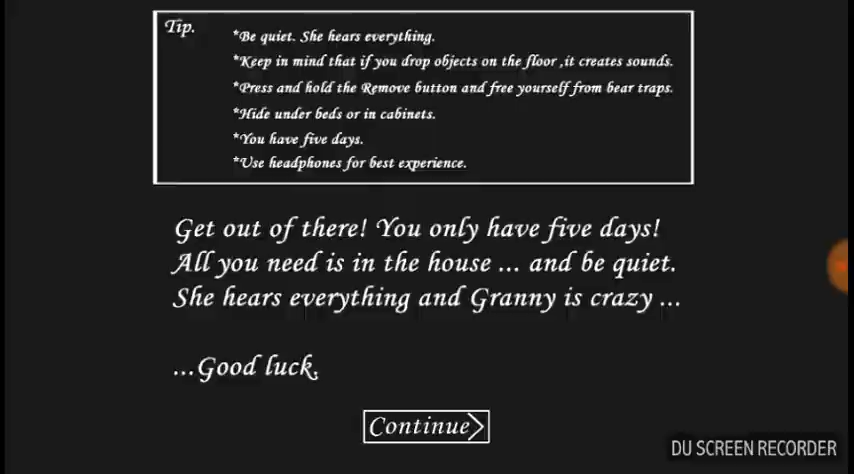 Tip.
*Be quiet. She hears everything.
*Keep in mind that if you drop objects on the floor ,it creates sounds.
*Press and hold the Remove button and free yourself from bear traps.
*Hide under beds or in cabinets.
*You have five days.
*Use headphones for best experience.
Get out of there! You only have five days!
All you need is in the house ... and be quiet.
She hears everything and Granny is crazy ...
...Good luck.
Continue>
DU SCREEN RECORDER